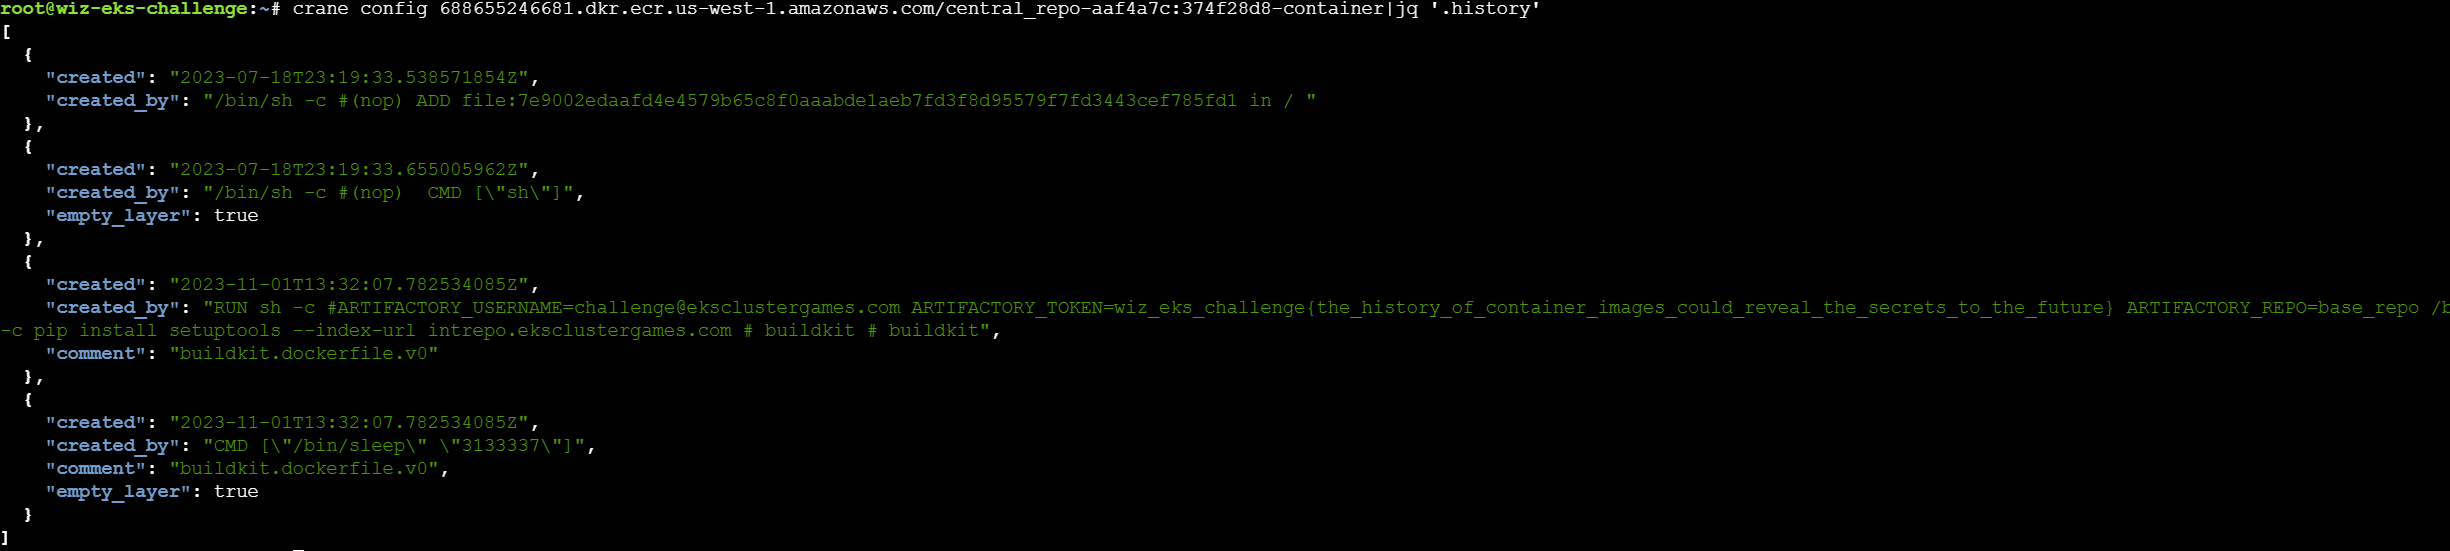 root@wiz-eks-challenge:~# crane config 688655246681.dkr.ecr.us-west-1.amazonaws.com/central_repo-aaf4a7c:374f28d8-container|jq '.history'
[
  {
    "created": "2023-07-18T23:19:33.538571854Z",
    "created_by": "/bin/sh -c #(nop) ADD file:7e9002edaafd4e4579b65c8f0aaabde1aeb7fd3f8d95579f7fd3443cef785fd1 in / "
  },
  {
    "created": "2023-07-18T23:19:33.655005962Z",
    "created_by": "/bin/sh -c #(nop)  CMD [\"sh\"]",
    "empty_layer": true
  },
  {
    "created": "2023-11-01T13:32:07.782534085Z",
    "created_by": "RUN sh -c #ARTIFACTORY_USERNAME=challenge@eksclustergames.com ARTIFACTORY_TOKEN=wiz_eks_challenge{the_history_of_container_images_could_reveal_the_secrets_to_the_future} ARTIFACTORY_REPO=base_repo /b
-c pip install setuptools --index-url intrepo.eksclustergames.com # buildkit # buildkit",
    "comment": "buildkit.dockerfile.v0"
  },
  {
    "created": "2023-11-01T13:32:07.782534085Z",
    "created_by": "CMD [\"/bin/sleep\" \"3133337\"]",
    "comment": "buildkit.dockerfile.v0",
    "empty_layer": true
  }
]